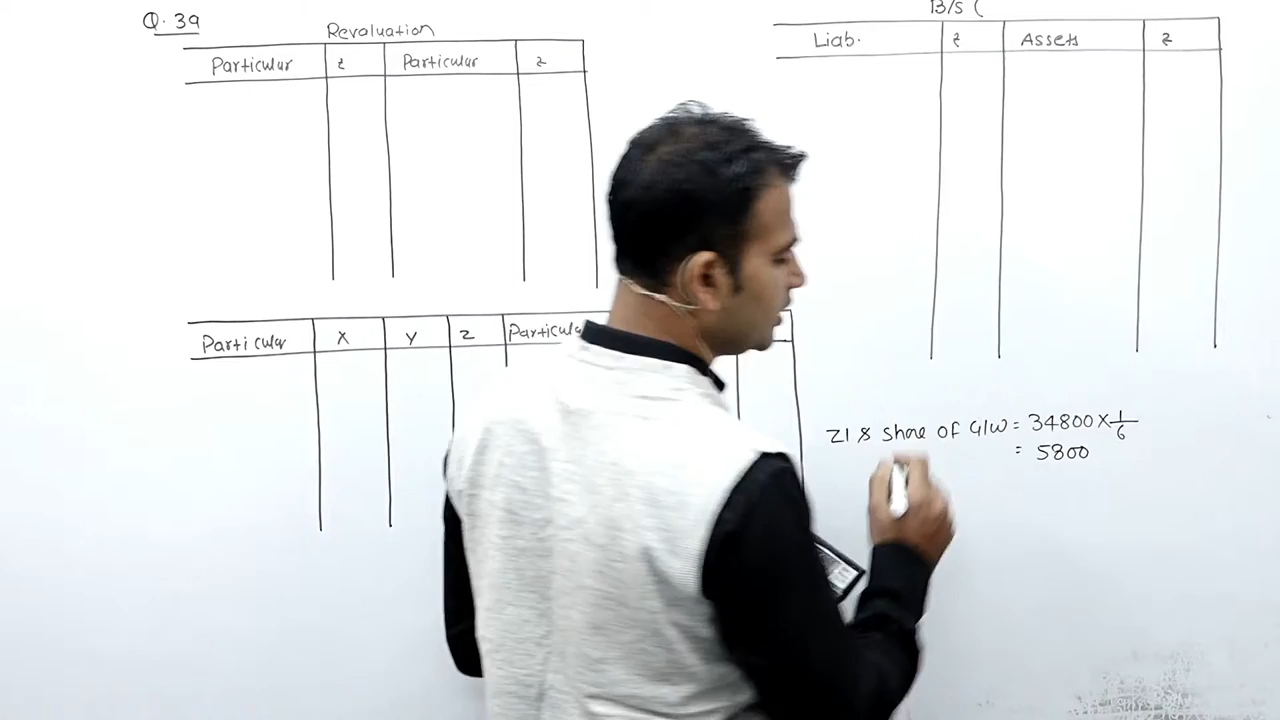 Q. 39
Revaluation
Particular ₹ Particular ₹
B/S (
Liab. ₹ Assets ₹
Particular X Y Z Particular
Z's share of G/W = 34800 × 1/6
= 5800